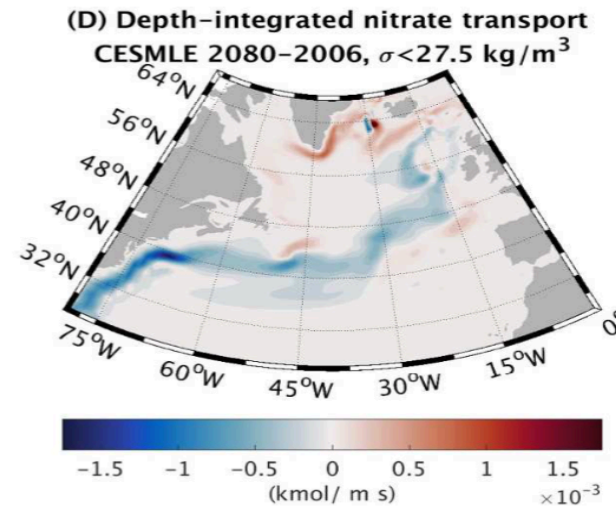 (D) Depth-integrated nitrate transport
CESMLE 2080-2006, σ<27.5 kg/m³
64°N
56°N
48°N
40°N
32°N
75°W
60°W
45°W
30°W
15°W
0°
-1.5 -1 -0.5 0 0.5 1 1.5
(kmol/ m s)
×10⁻³